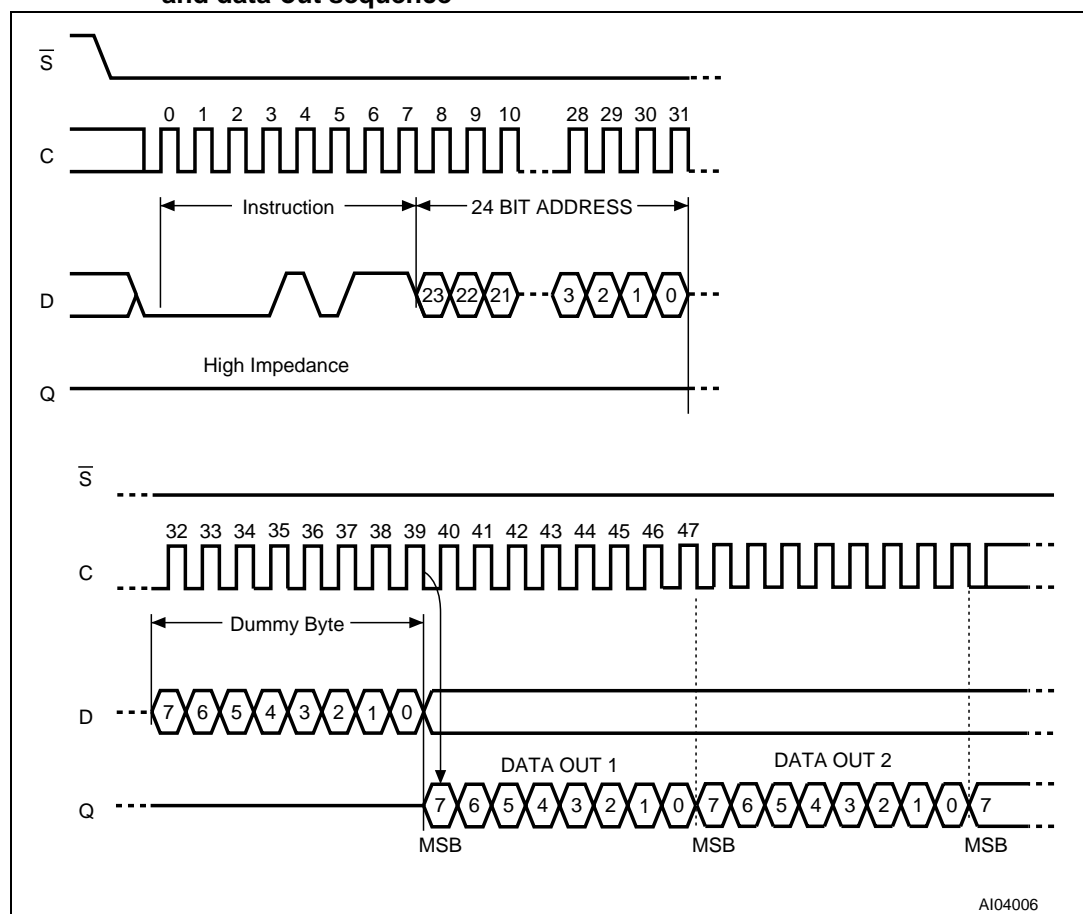 and data-out sequence
S
0 1 2 3 4 5 6 7 8 9 10 28 29 30 31
C
Instruction 24 BIT ADDRESS
D 23 22 21 3 2 1 0
High Impedance
Q
S
32 33 34 35 36 37 38 39 40 41 42 43 44 45 46 47
C
Dummy Byte
D 7 6 5 4 3 2 1 0
DATA OUT 1 DATA OUT 2
Q 7 6 5 4 3 2 1 0 7 6 5 4 3 2 1 0 7
MSB MSB MSB
AI04006